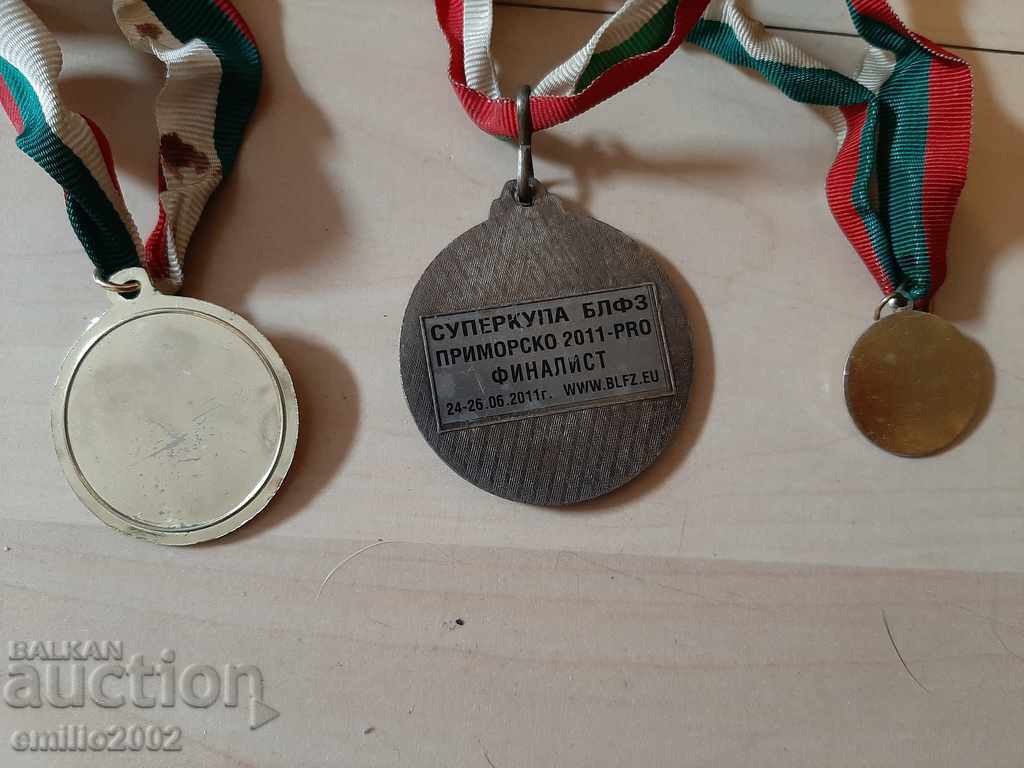 СУПЕРКУПА БЛФЗ
ПРИМОРСКО 2011-PRO
ФИНАЛИСТ
24-26.06.2011г. WWW.BLFZ.EU
BALKAN
auction
emilio2002